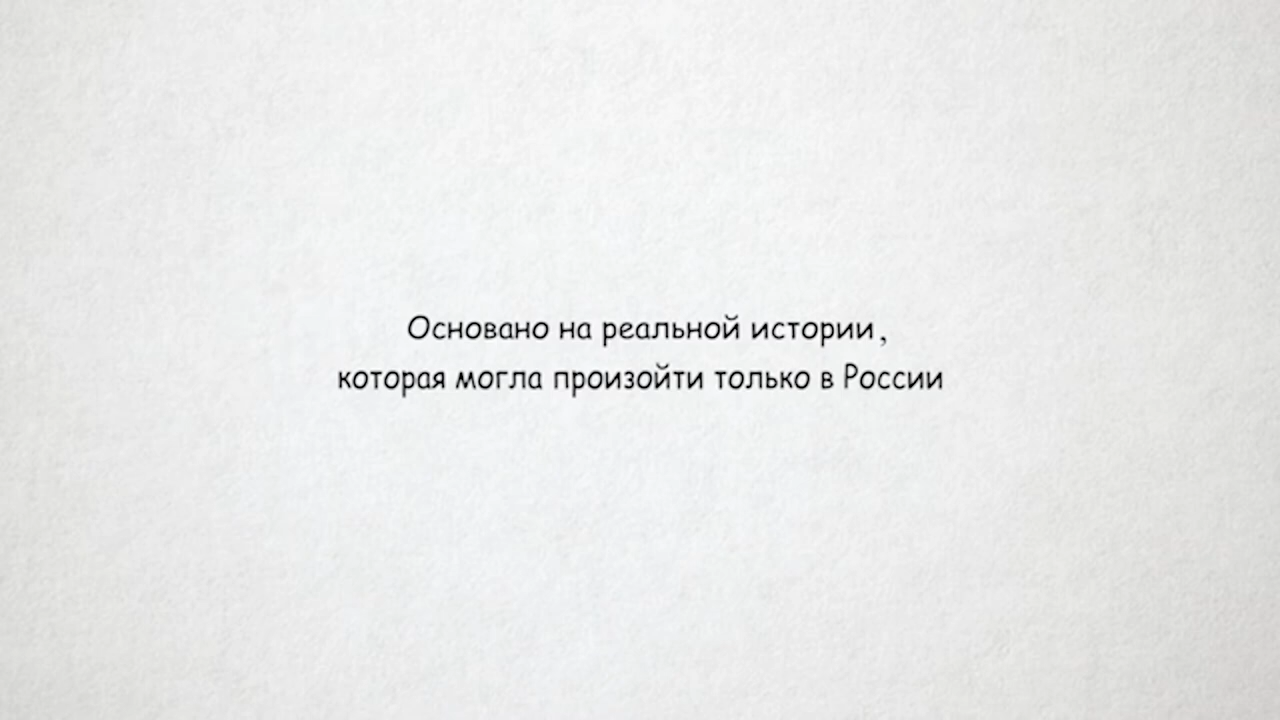 Основано на реальной истории,
которая могла произойти только в России